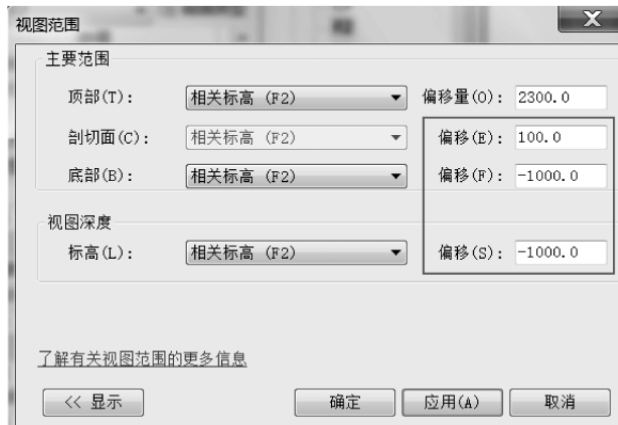 视图范围
主要范围
顶部(T): 相关标高 (F2) 偏移量(O): 2300.0
剖切面(C): 相关标高 (F2) 偏移(E): 100.0
底部(B): 相关标高 (F2) 偏移(F): -1000.0
视图深度
标高(L): 相关标高 (F2) 偏移(S): -1000.0
了解有关视图范围的更多信息
<< 显示 确定 应用(A) 取消